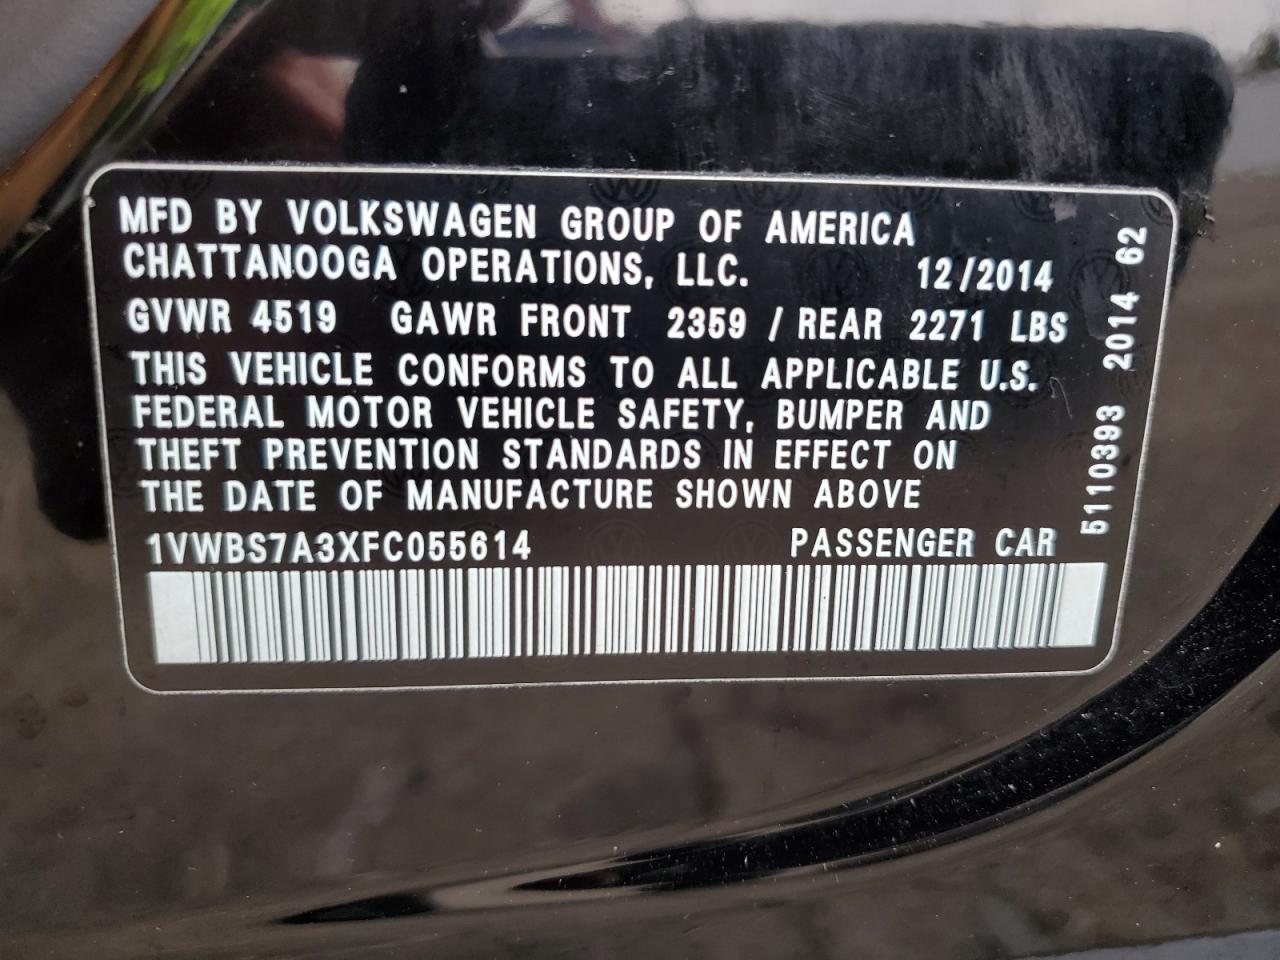 MFD BY VOLKSWAGEN GROUP OF AMERICA
CHATTANOOGA OPERATIONS, LLC. 12/2014
GVWR 4519 GAWR FRONT 2359 / REAR 2271 LBS
THIS VEHICLE CONFORMS TO ALL APPLICABLE U.S.
FEDERAL MOTOR VEHICLE SAFETY, BUMPER AND
THEFT PREVENTION STANDARDS IN EFFECT ON
THE DATE OF MANUFACTURE SHOWN ABOVE
1VWBS7A3XFC055614 PASSENGER CAR
5110393 2014 62